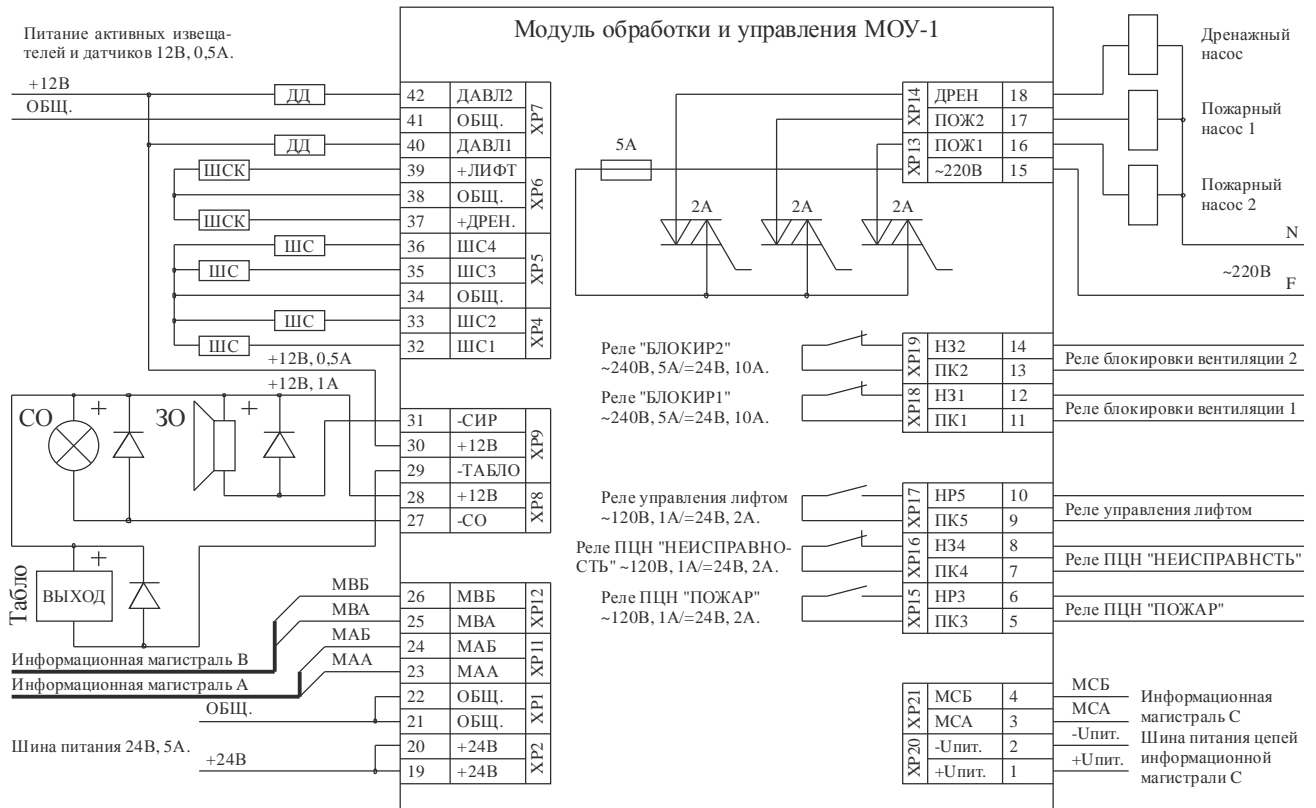 Модуль обработки и управления МОУ-1
Питание активных извеща-
телей и датчиков 12В, 0,5А.
+12В
ОБЩ.
ДД
ДД
ШСК
ШСК
ШС
ШС
ШС
ШС
42 ДАВЛ2
41 ОБЩ.
40 ДАВЛ1
XP7
39 +ЛИФТ
38 ОБЩ.
37 +ДРЕН.
XP6
36 ШС4
35 ШС3
34 ОБЩ.
XP5
33 ШС2
32 ШС1
XP4
+12В, 0,5А
+12В, 1А
СО
+
ЗО
+
31 -СИР
30 +12В
29 -ТАБЛО
XP9
28 +12В
27 -СО
XP8
Табло
ВЫХОД
+
МВБ
МВА
МАБ
МАА
26 МВБ
25 МВА
XP12
24 МАБ
23 МАА
XP11
22 ОБЩ.
21 ОБЩ.
XP1
20 +24В
19 +24В
XP2
Информационная магистраль В
Информационная магистраль А
ОБЩ.
Шина питания 24В, 5А.
+24В
5А
2А
2А
2А
XP14
ДРЕН 18
ПОЖ2 17
XP13
ПОЖ1 16
~220В 15
Дренажный
насос
Пожарный
насос 1
Пожарный
насос 2
N
~220В
F
Реле "БЛОКИР2"
~240В, 5А/=24В, 10А.
XP19
НЗ2 14
ПК2 13
Реле блокировки вентиляции 2
Реле "БЛОКИР1"
~240В, 5А/=24В, 10А.
XP18
НЗ1 12
ПК1 11
Реле блокировки вентиляции 1
Реле управления лифтом
~120В, 1А/=24В, 2А.
XP17
НР5 10
ПК5 9
Реле управления лифтом
Реле ПЦН "НЕИСПРАВНО-
СТЬ" ~120В, 1А/=24В, 2А.
XP16
НЗ4 8
ПК4 7
Реле ПЦН "НЕИСПРАВНСТЬ"
Реле ПЦН "ПОЖАР"
~120В, 1А/=24В, 2А.
XP15
НР3 6
ПК3 5
Реле ПЦН "ПОЖАР"
XP21
МСБ 4
МСА 3
XP20
-Uпит. 2
+Uпит. 1
МСБ
МСА
-Uпит.
+Uпит.
Информационная
магистраль С
Шина питания цепей
информационной
магистрали С